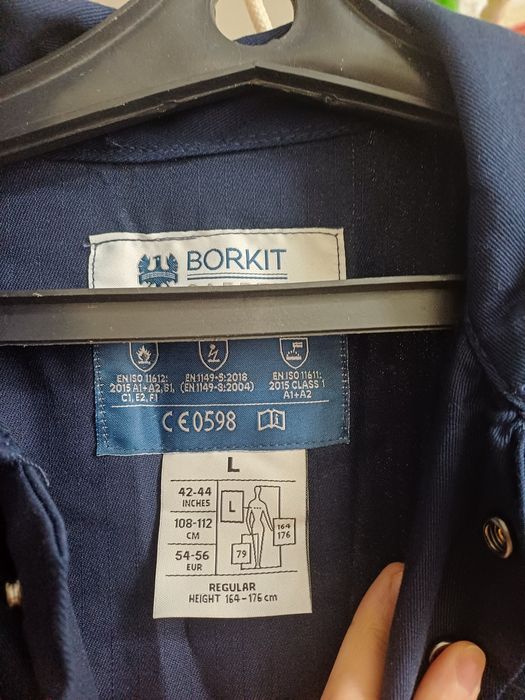 BORKIT
EN ISO 11612:
2015 A1+A2, B1,
C1, E2, F1
EN1149-5:2018
(EN1149-3:2004)
EN ISO 11611:
2015 CLASS 1
A1+A2
CE0598
i
L
42-44
INCHES
108-112
CM
54-56
EUR
L
164
176
79
REGULAR
HEIGHT 164-176 cm